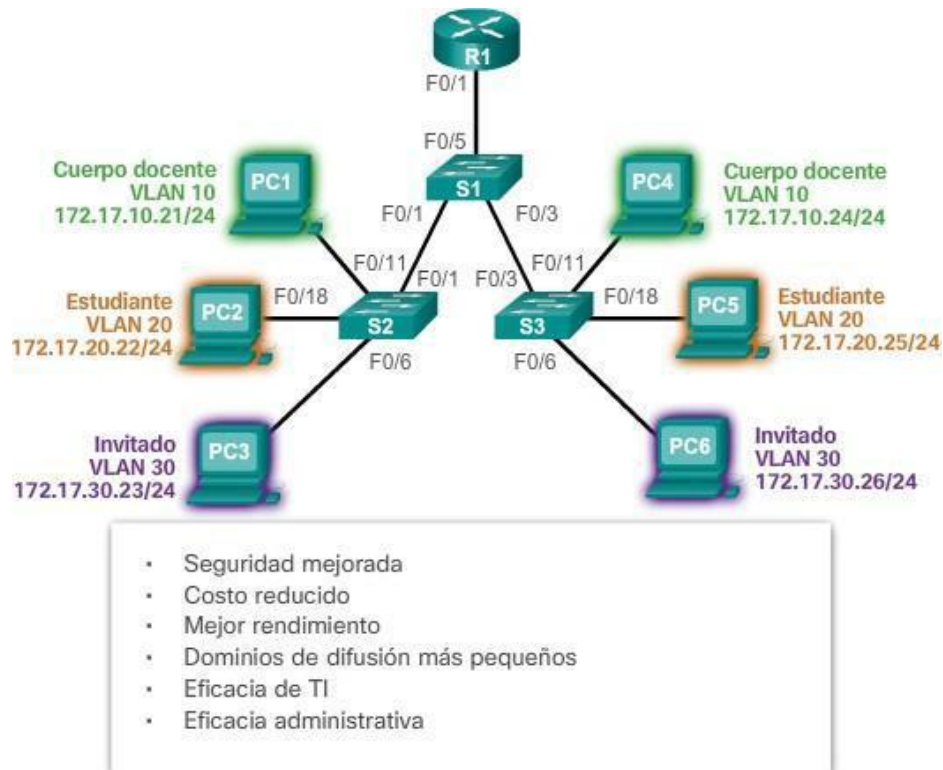 R1
F0/1
F0/5
S1
F0/1
F0/3
Cuerpo docente
VLAN 10
172.17.10.21/24
PC1
PC4
Cuerpo docente
VLAN 10
172.17.10.24/24
F0/11
F0/1
F0/3
F0/11
Estudiante
VLAN 20
172.17.20.22/24
PC2
F0/18
S2
S3
F0/18
PC5
Estudiante
VLAN 20
172.17.20.25/24
F0/6
F0/6
Invitado
VLAN 30
172.17.30.23/24
PC3
PC6
Invitado
VLAN 30
172.17.30.26/24
· Seguridad mejorada
· Costo reducido
· Mejor rendimiento
· Dominios de difusión más pequeños
· Eficacia de TI
· Eficacia administrativa